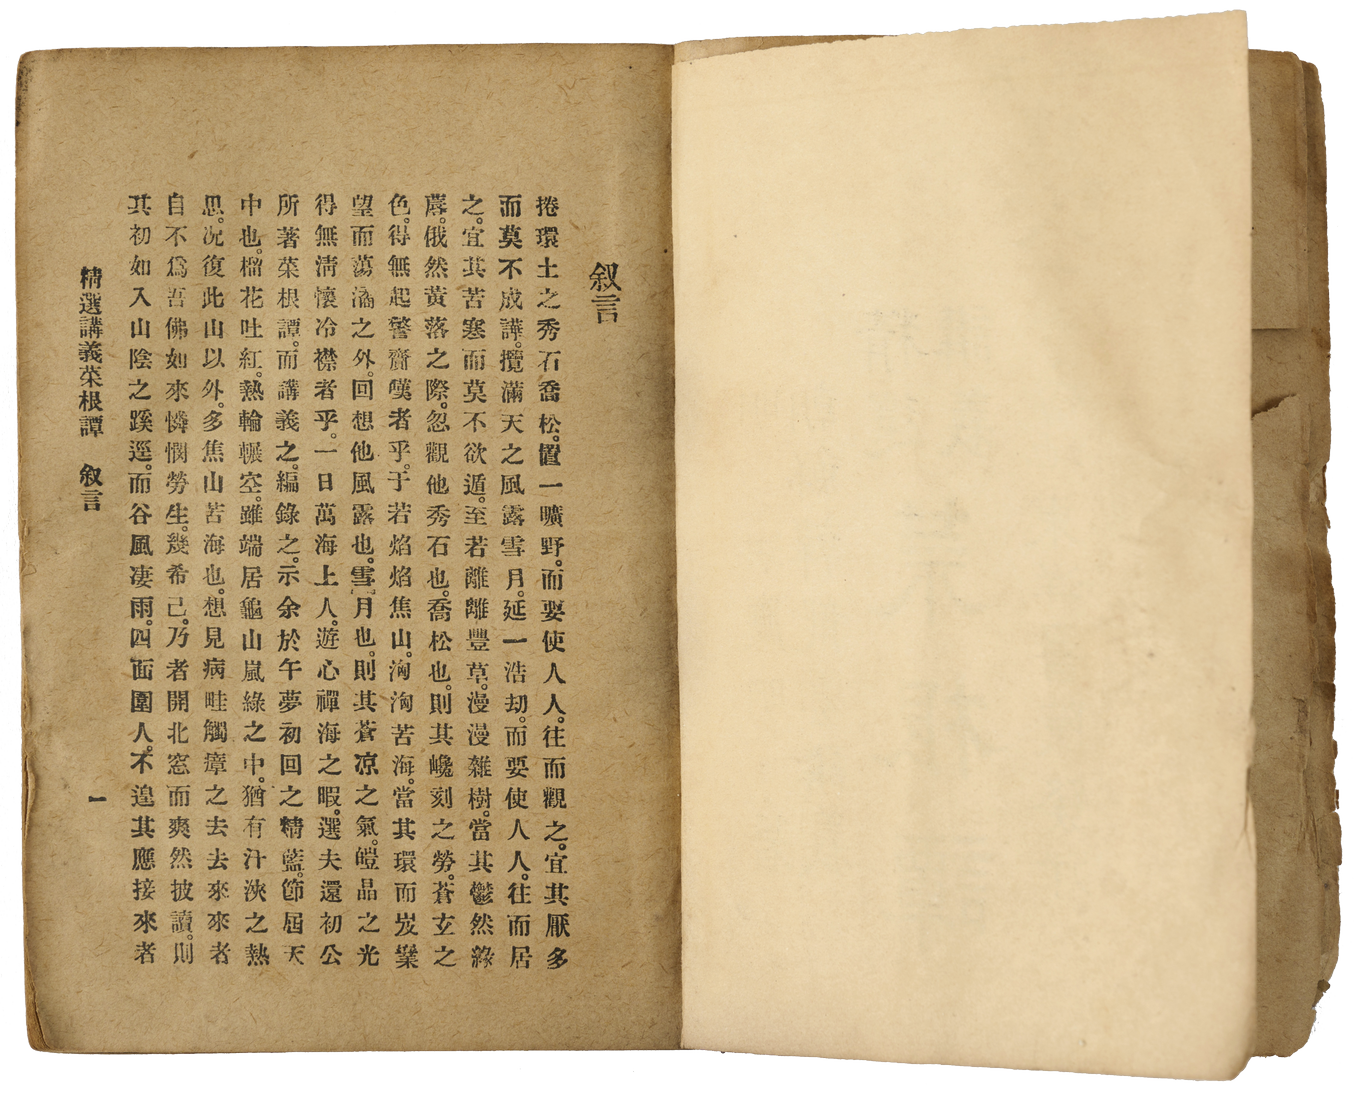 叙言
捲環土之秀石喬松。置一曠野。而要使人人。往而觀之。宜其厭多
而莫不成譁。攬滿天之風露雪月。延一浩劫。而要使人人。往而居
之。宜其苦寒而莫不欲遁。至若離離豐草。漫漫雜樹。當其鬱然綠
蓐。俄然黃落之際。忽觀他秀石也。喬松也。則其巉刻之勞。蒼玄之
色。得無起警齎嘆者乎。于若焰焰焦山。洶洶苦海。當其環而岌業
望而蕩潏之外。回想他風露也。雪月也。則其蒼凉之氣。皚晶之光
得無淸懷冷襟者乎。一日萬海上人。遊心禪海之暇。選夫還初公
所著菜根譚。而講義之。編錄之。示余於午夢初回之精藍。節屆天
中也。榴花吐紅。熱輪輾空。雖端居龜山嵐綠之中。猶有汁浹之熱
思。况復此山以外。多焦山苦海也。想見病畦觸瘴之去去來來者
自不爲吾佛如來憐憫勞生。幾希已。乃者開北窓而爽然披讀。則
其初如入山陰之蹊逕。而谷風凄雨。四面圍人。不遑其應接來者
精選講義菜根譚 叙言
一